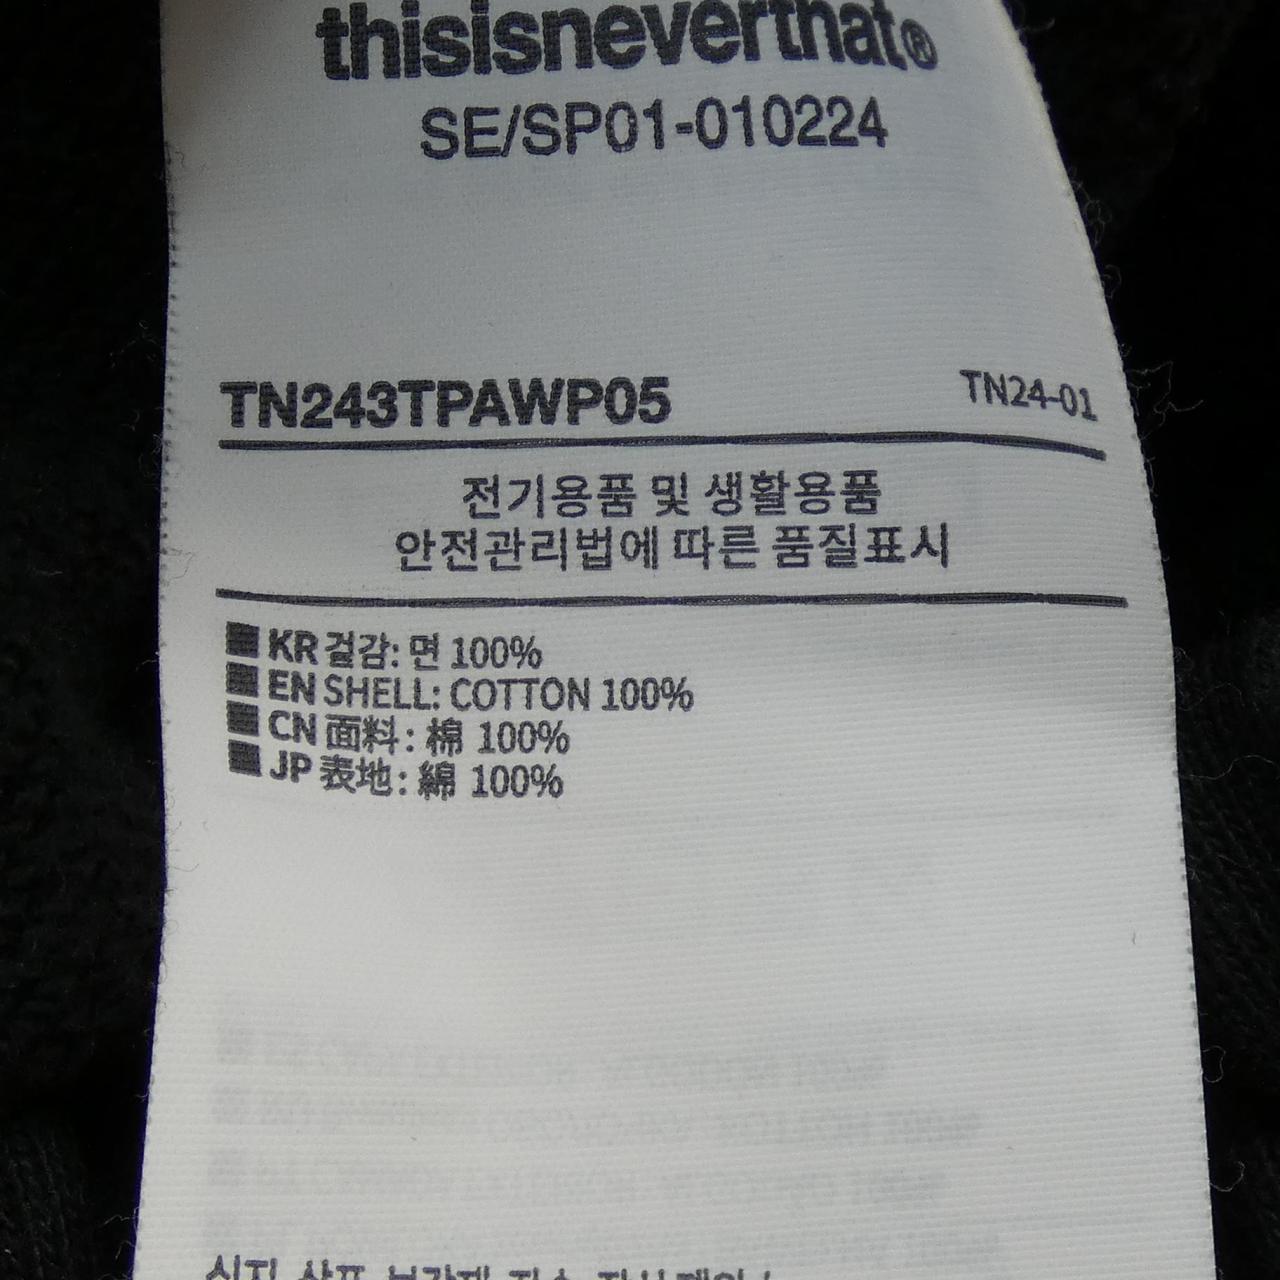 thisisneverthat®
SE/SP01-010224
TN243TPAWP05
TN24-01
전기용품 및 생활용품
안전관리법에 따른 품질표시
■ KR 겉감: 면 100%
■ EN SHELL: COTTON 100%
■ CN 面料: 棉 100%
■ JP 表地: 綿 100%